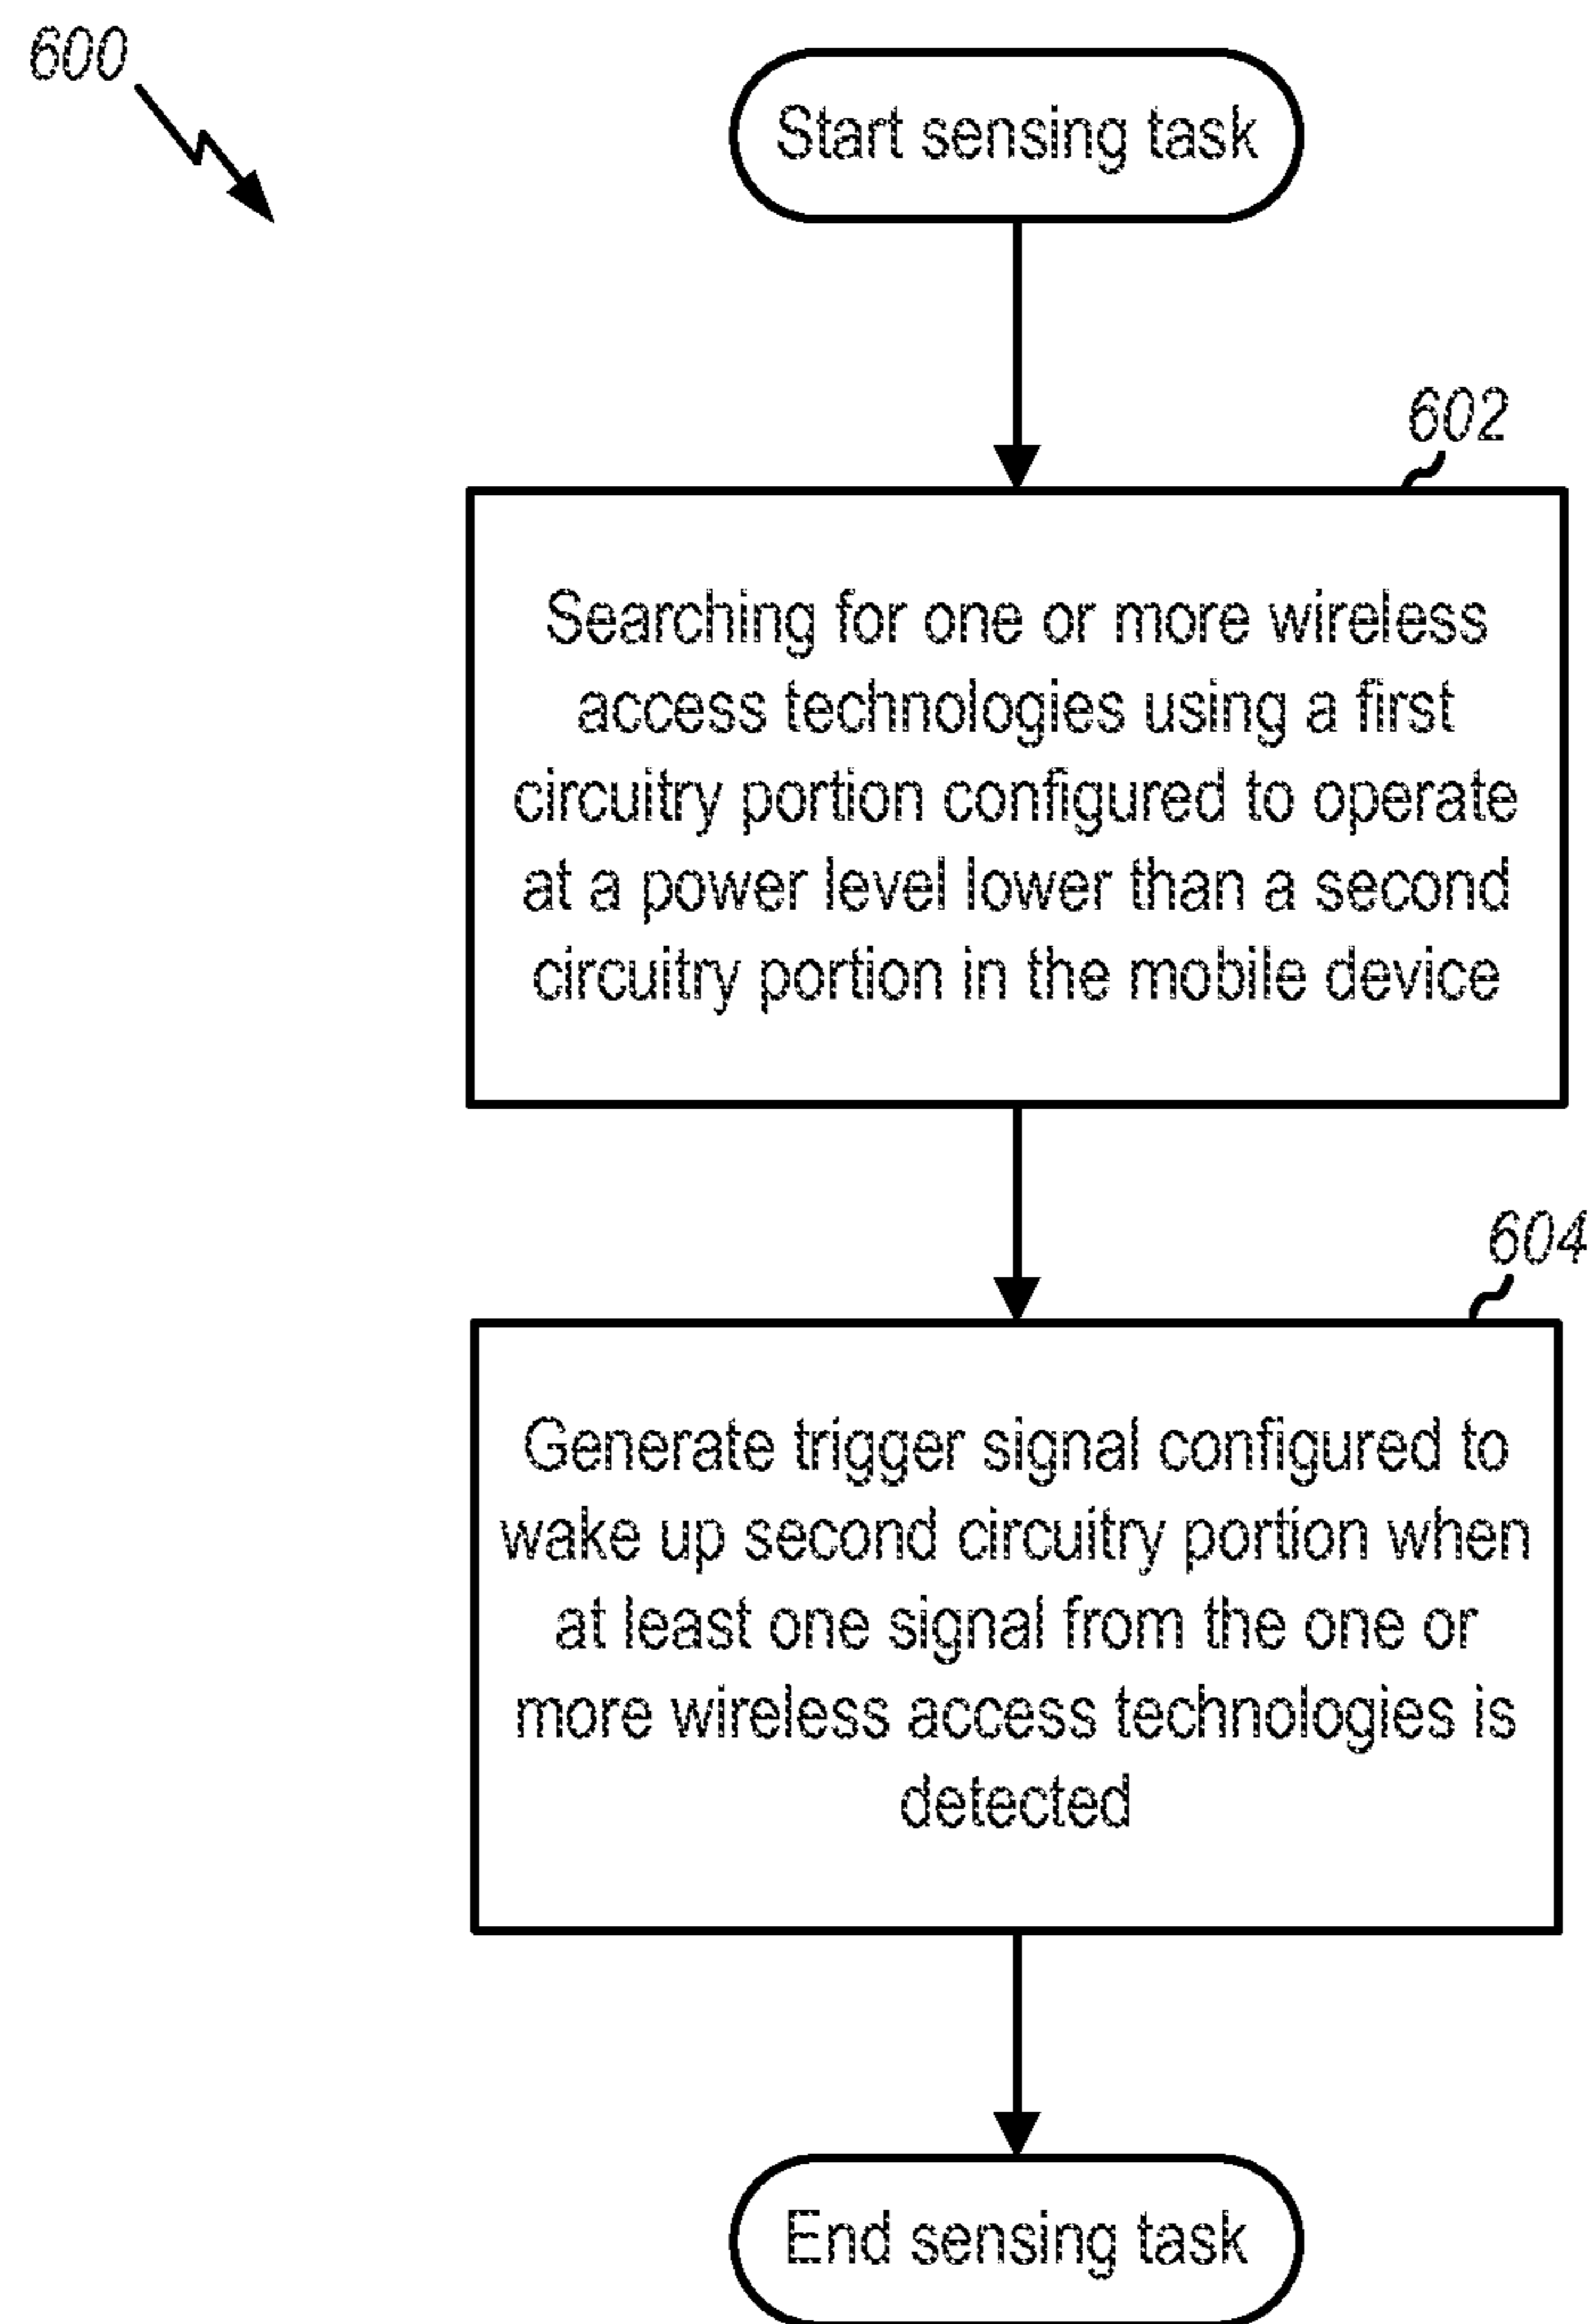 600
Start sensing task
602
Searching for one or more wireless
access technologies using a first
circuitry portion configured to operate
at a power level lower than a second
circuitry portion in the mobile device
604
Generate trigger signal configured to
wake up second circuitry portion when
at least one signal from the one or
more wireless access technologies is
detected
End sensing task